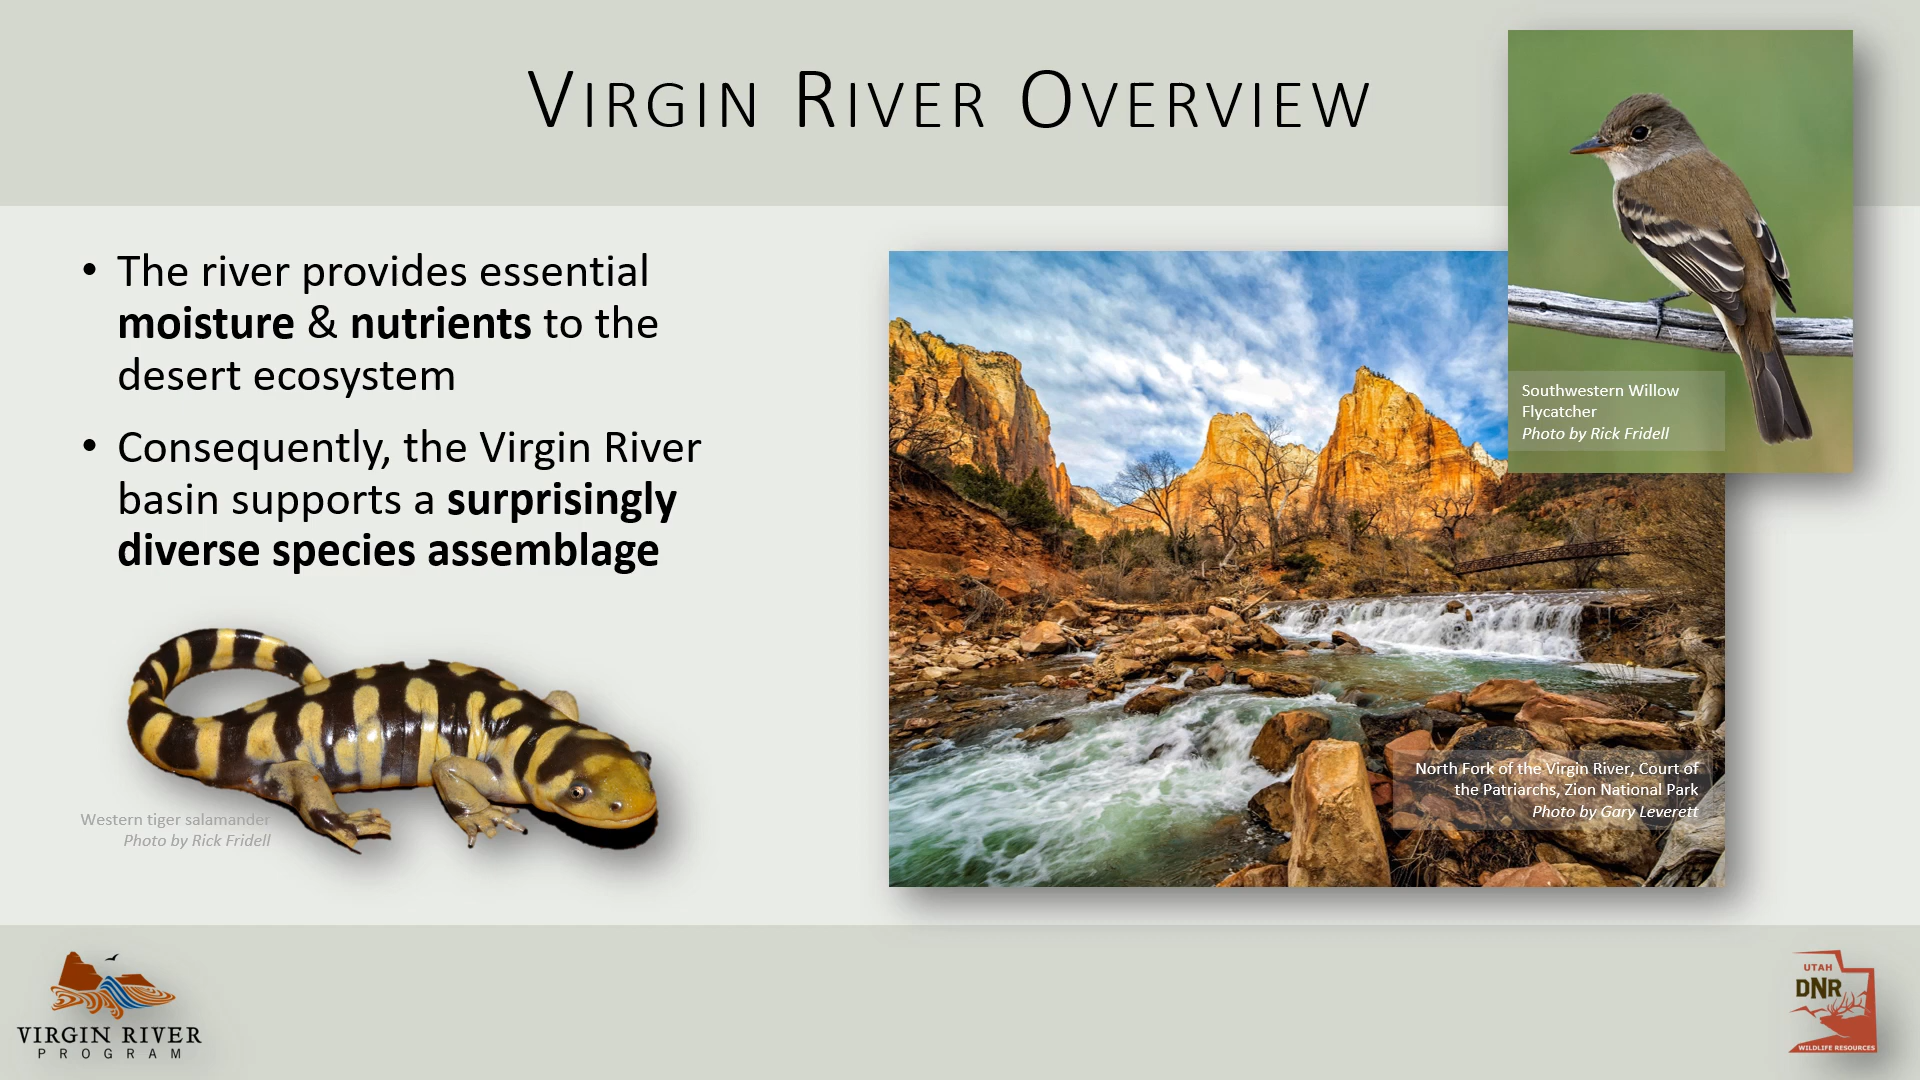 Virgin River Overview
• The river provides essential
moisture & nutrients to the
desert ecosystem
• Consequently, the Virgin River
basin supports a surprisingly
diverse species assemblage
Southwestern Willow
Flycatcher
Photo by Rick Fridell
North Fork of the Virgin River, Court of
the Patriarchs, Zion National Park
Photo by Gary Leverett
Western tiger salamander
Photo by Rick Fridell
VIRGIN RIVER
PROGRAM
UTAH
DNR
WILDLIFE RESOURCES